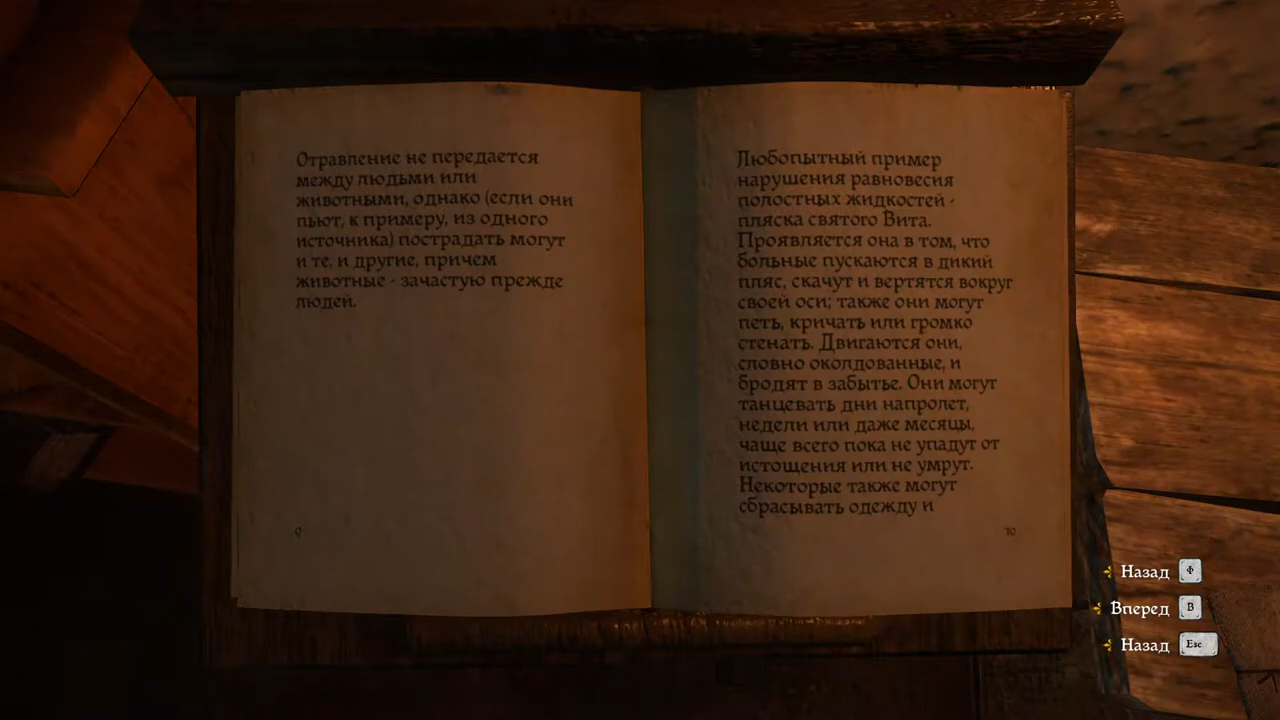 Отравление не передается
между людьми или
животными, однако (если они
пьют, к примеру, из одного
источника) пострадать могут
и те, и другие, причем
животные - зачастую прежде
людей.
9
Любопытный пример
нарушения равновесия
полостных жидкостей -
пляска святого Вита.
Проявляется она в том, что
больные пускаются в дикий
пляс, скачут и вертятся вокруг
своей оси; также они могут
петь, кричать или громко
стенать. Двигаются они,
словно околдованные, и
бродят в забытье. Они могут
танцевать дни напролет,
недели или даже месяцы,
чаще всего пока не упадут от
истощения или не умрут.
Некоторые также могут
сбрасывать одежду и
10
Назад Ф
Вперед В
Назад Esc